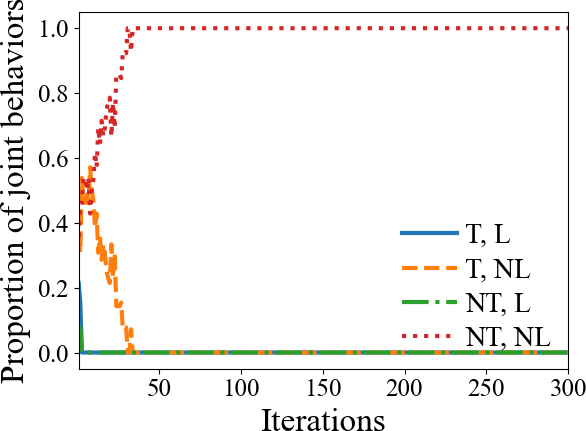 Proportion of joint behaviors
1.0
0.8
0.6
0.4
0.2
0.0
T, L
T, NL
NT, L
NT, NL
50
100
150
200
250
300
Iterations